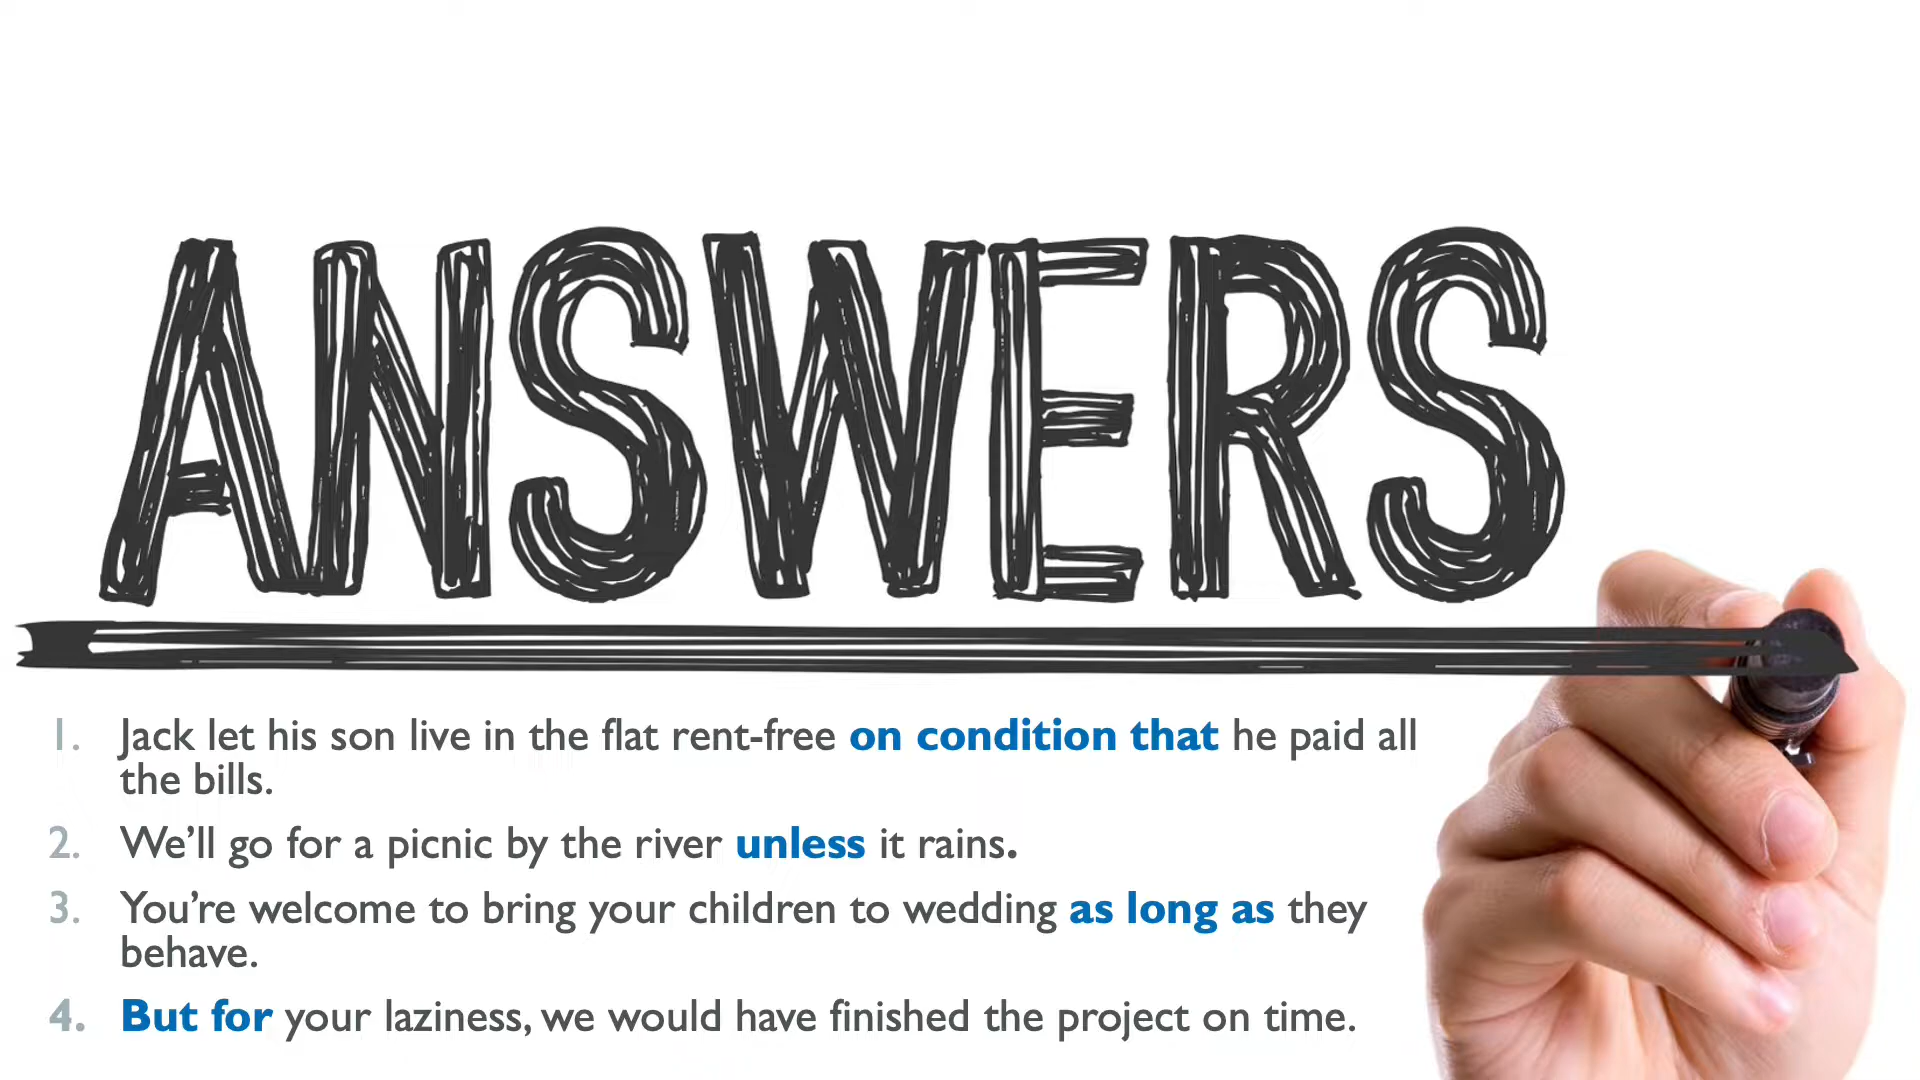 ANSWERS
1. Jack let his son live in the flat rent-free on condition that he paid all
the bills.
2. We’ll go for a picnic by the river unless it rains.
3. You’re welcome to bring your children to wedding as long as they
behave.
4. But for your laziness, we would have finished the project on time.